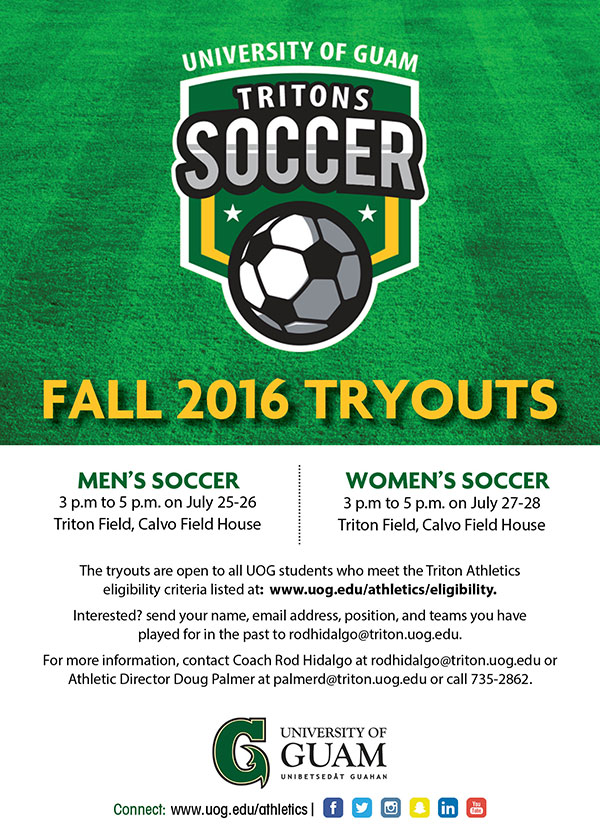 UNIVERSITY OF GUAM
TRITONS
SOCCER
FALL 2016 TRYOUTS
MEN'S SOCCER
3 p.m to 5 p.m. on July 25-26
Triton Field, Calvo Field House
WOMEN'S SOCCER
3 p.m to 5 p.m. on July 27-28
Triton Field, Calvo Field House
The tryouts are open to all UOG students who meet the Triton Athletics
eligibility criteria listed at: www.uog.edu/athletics/eligibility.
Interested? send your name, email address, position, and teams you have
played for in the past to rodhidalgo@triton.uog.edu.
For more information, contact Coach Rod Hidalgo at rodhidalgo@triton.uog.edu or
Athletic Director Doug Palmer at palmerd@triton.uog.edu or call 735-2862.
G
UNIVERSITY OF
GUAM
UNIBETSEDÅT GUAHAN
Connect: www.uog.edu/athletics |
You Tube